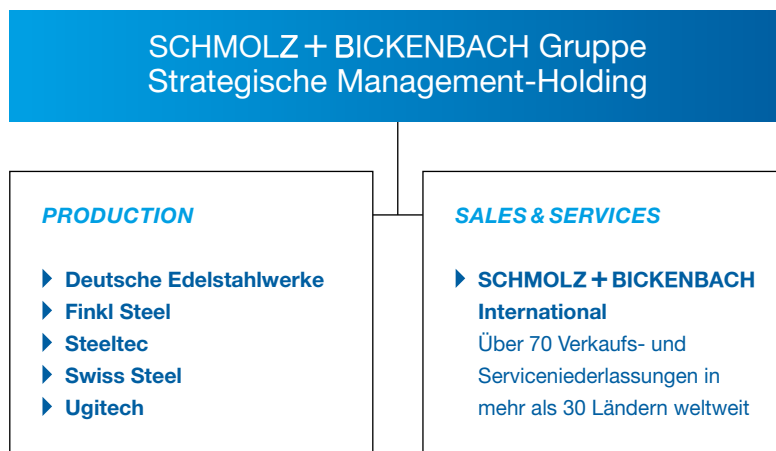 SCHMOLZ + BICKENBACH Gruppe
Strategische Management-Holding
PRODUCTION
Deutsche Edelstahlwerke
Finkl Steel
Steeltec
Swiss Steel
Ugitech
SALES & SERVICES
SCHMOLZ + BICKENBACH
International
Über 70 Verkaufs- und
Serviceniederlassungen in
mehr als 30 Ländern weltweit